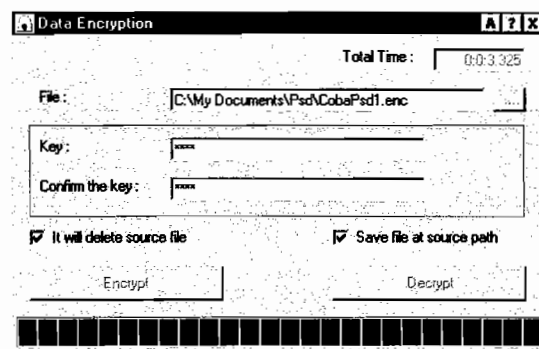 Data Encryption A ? X
Total Time : 0:0:3.325
File : C:\My Documents\Psd\CobaPsd1.enc ...
Key : ****
Confirm the key : ****
It will delete source file Save file at source path
Encrypt Decrypt